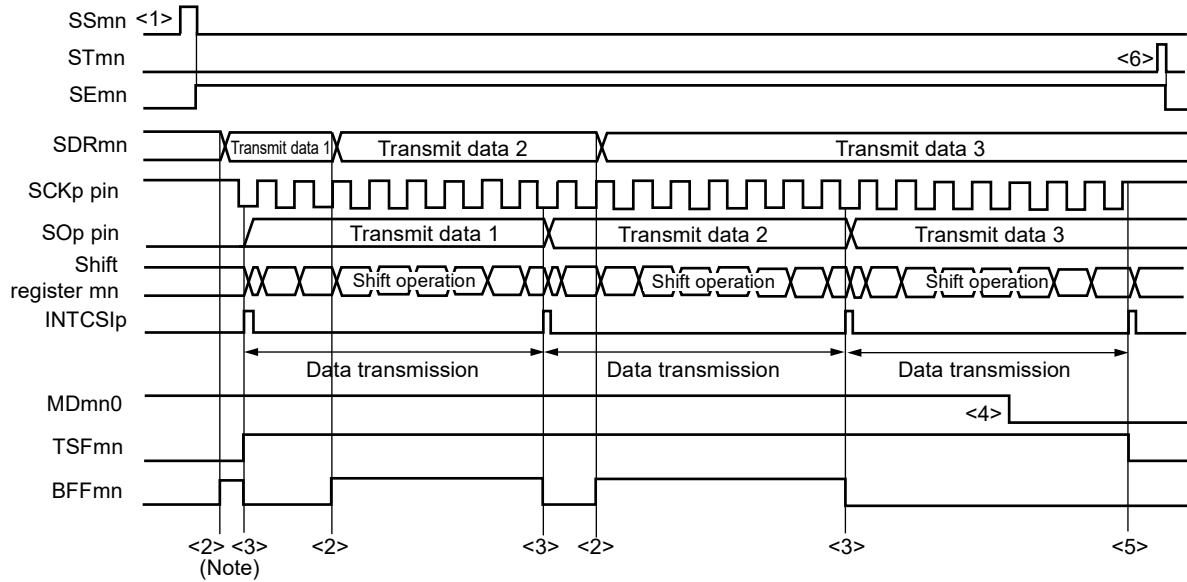 SSmn <1>
STmn <6>
SEmn
SDRmn Transmit data 1 Transmit data 2 Transmit data 3
SCKp pin
SOp pin Transmit data 1 Transmit data 2 Transmit data 3
Shift
register mn Shift operation Shift operation Shift operation
INTCSIp
Data transmission Data transmission Data transmission
MDmn0 <4>
TSFmn
BFFmn
<2> <3> <2> <3> <2> <3> <5>
(Note)